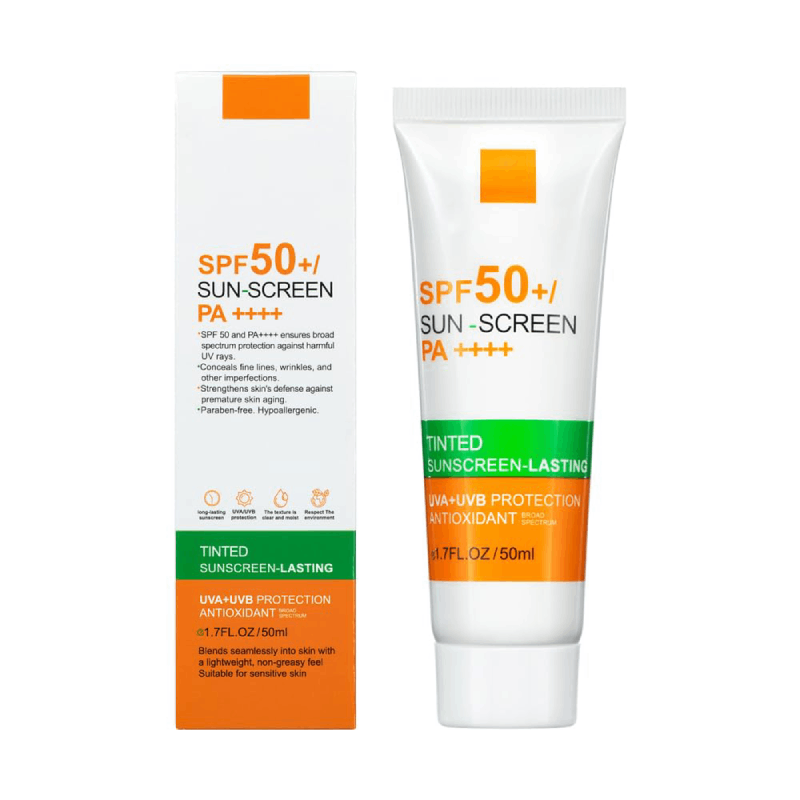 SPF50+/
SUN-SCREEN
PA ++++
•SPF 50 and PA++++ ensures broad
spectrum protection against harmful
UV rays.
•Conceals fine lines, wrinkles, and
other imperfections.
•Strengthens skin's defense against
premature skin aging.
•Paraben-free. Hypoallergenic.
long-lasting
sunscreen
UVA/UVB
protection
The texture is
clear and moist
Respect The
environment
TINTED
SUNSCREEN-LASTING
UVA+UVB PROTECTION
ANTIOXIDANT BROAD
SPECTRUM
1.7FL.OZ/50ml
Blends seamlessly into skin with
a lightweight, non-greasy feel
Suitable for sensitive skin
SPF50+/
SUN -SCREEN
PA ++++
TINTED
SUNSCREEN-LASTING
UVA+UVB PROTECTION
ANTIOXIDANT BROAD
SPECTRUM
1.7FL.OZ/50ml